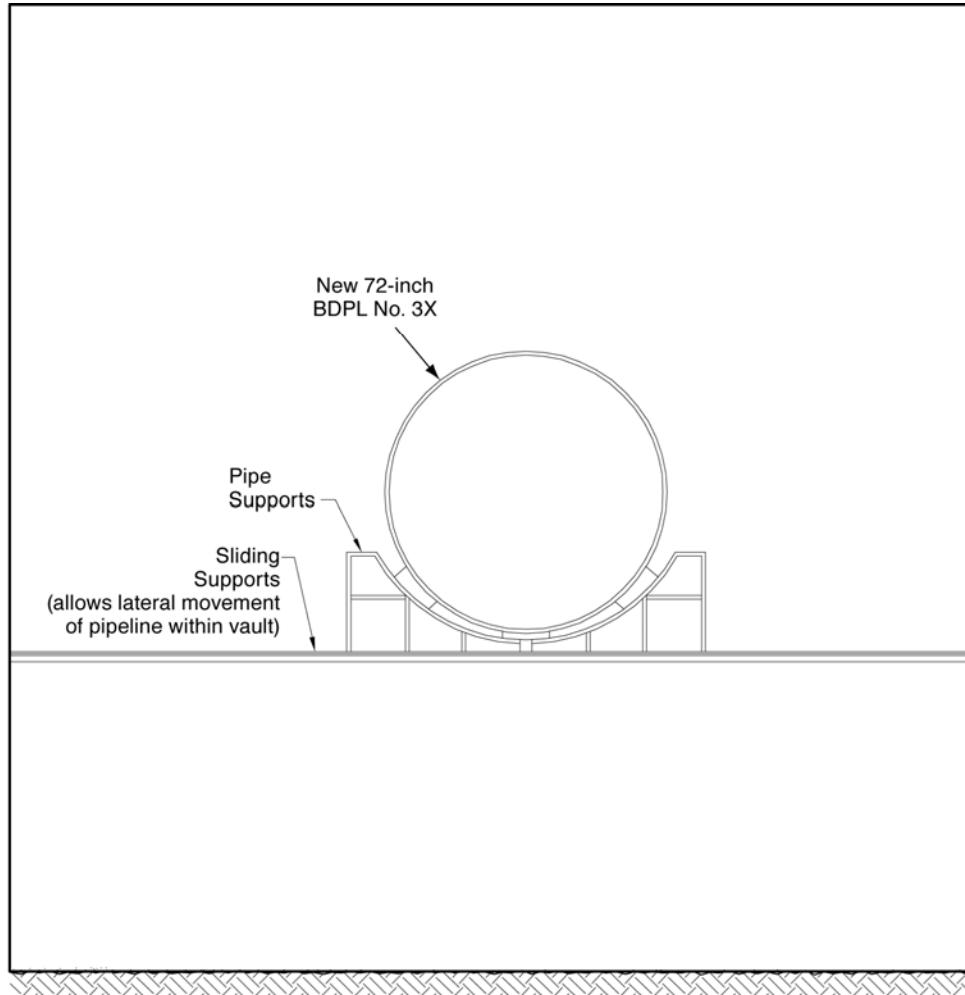 New 72-inch
BDPL No. 3X
Pipe
Supports
Sliding
Supports
(allows lateral movement
of pipeline within vault)